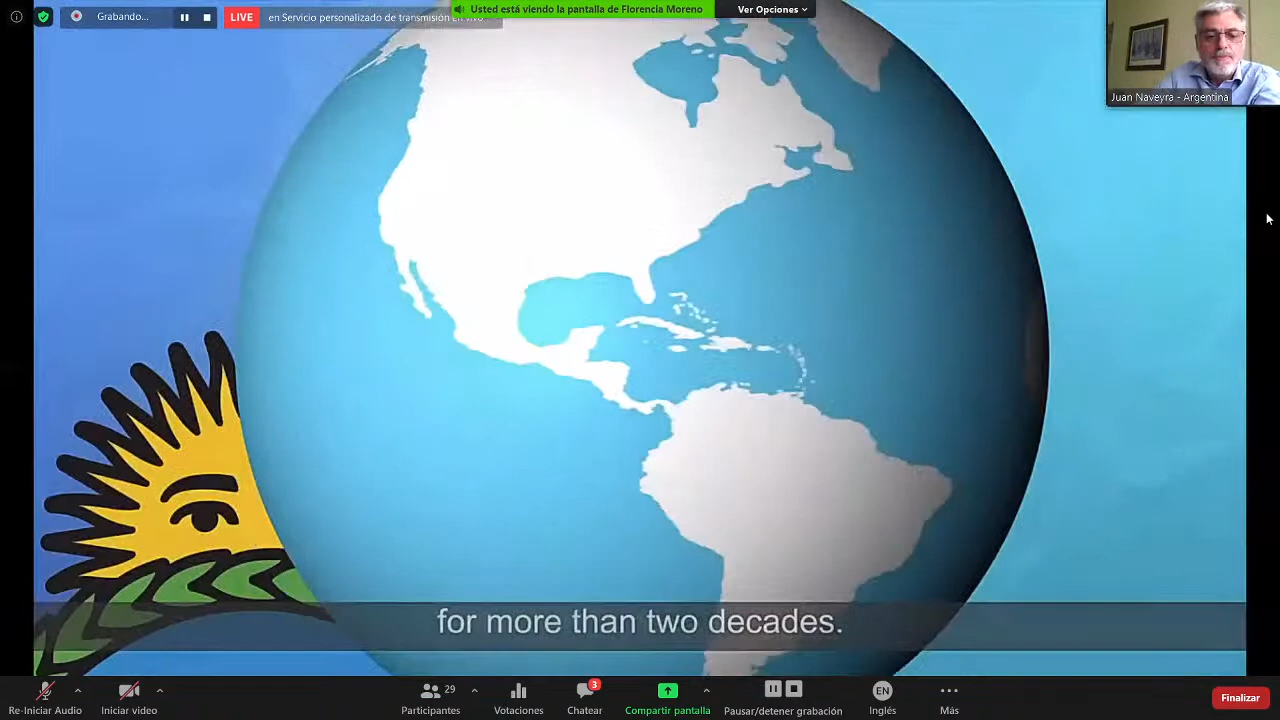 Grabando...
LIVE
en Servicio personalizado de transmisión en vivo
Usted está viendo la pantalla de Florencia Moreno
Ver Opciones
Juan Naveyra - Argentina
for more than two decades.
Re-Iniciar Audio
Iniciar video
29
Participantes
Votaciones
3
Chatear
Compartir pantalla
Pausar/detener grabación
EN
Inglés
Más
Finalizar